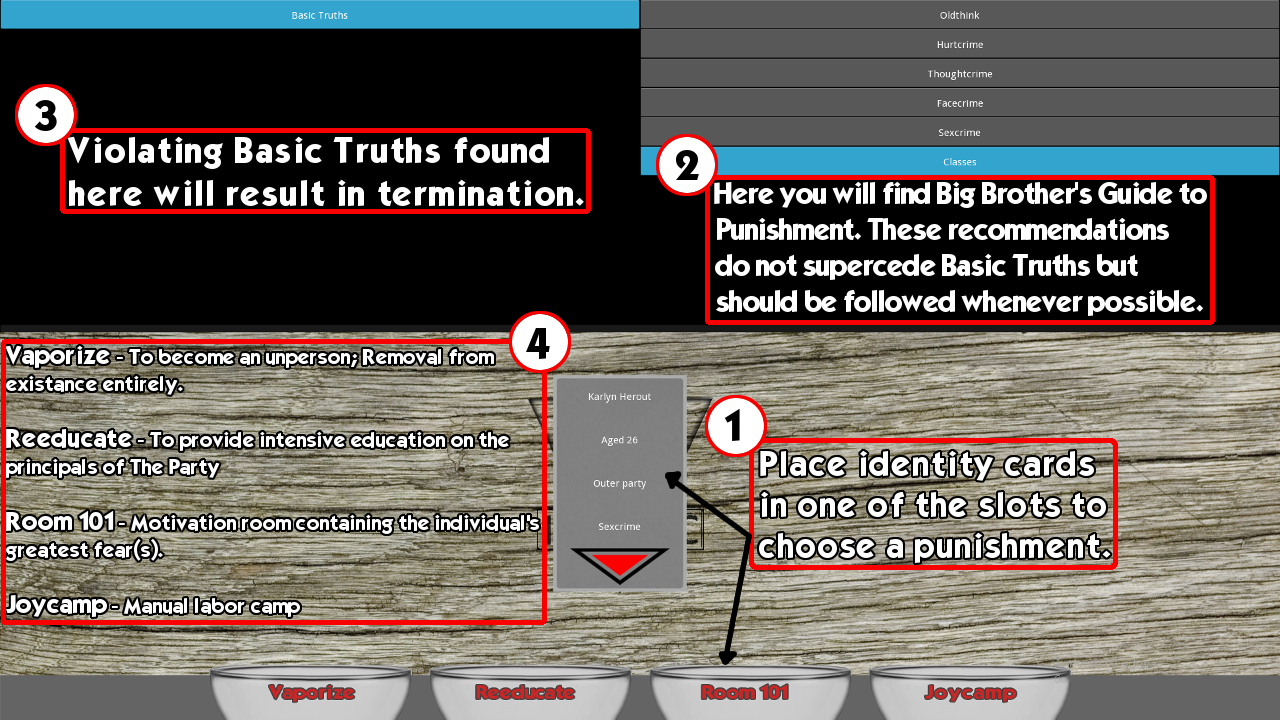 Basic Truths
Oldthink
Hurtcrime
Thoughtcrime
Facecrime
Sexcrime
Classes
3
Violating Basic Truths found
here will result in termination.
2
Here you will find Big Brother's Guide to
Punishment. These recommendations
do not supercede Basic Truths but
should be followed whenever possible.
4
Vaporize - To become an unperson; Removal from
existance entirely.
Reeducate - To provide intensive education on the
principals of The Party
Room 101 - Motivation room containing the individual's
greatest fear(s).
Joycamp - Manual labor camp
Karlyn Herout
Aged 26
Outer party
Sexcrime
1
Place identity cards
in one of the slots to
choose a punishment.
Vaporize
Reeducate
Room 101
Joycamp